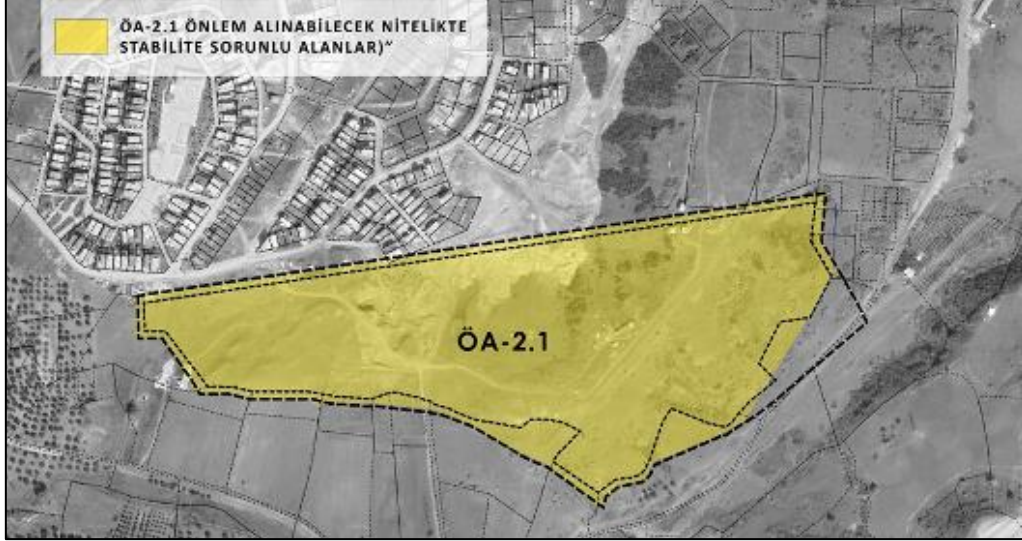 ÖA-2.1 ÖNLEM ALINABİLECEK NİTELİKTE
STABİLİTE SORUNLU ALANLAR)"
ÖA-2.1